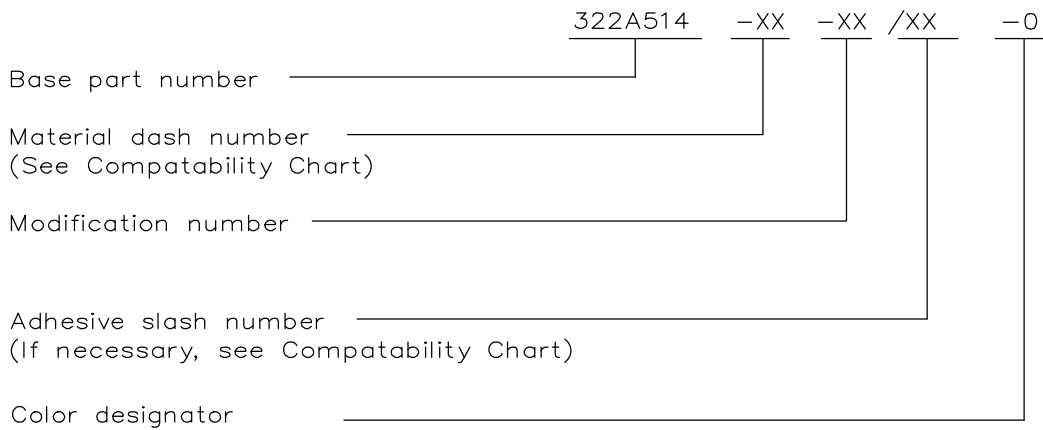 322A514 -XX -XX /XX -0
Base part number
Material dash number
(See Compatability Chart)
Modification number
Adhesive slash number
(If necessary, see Compatability Chart)
Color designator